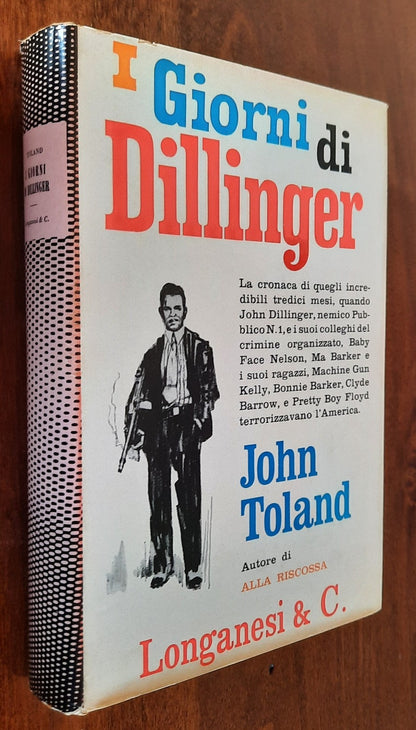 I Giorni di
Dillinger
La cronaca di quegli incre-
dibili tredici mesi, quando
John Dillinger, nemico Pub-
blico N.1, e i suoi colleghi del
crimine organizzato, Baby
Face Nelson, Ma Barker e
i suoi ragazzi, Machine Gun
Kelly, Bonnie Barker, Clyde
Barrow, e Pretty Boy Floyd
terrorizzavano l'America.
John
Toland
Autore di
ALLA RISCOSSA
Longanesi & C.
TOLAND
I GIORNI
DI DILLINGER
Longanesi & C.